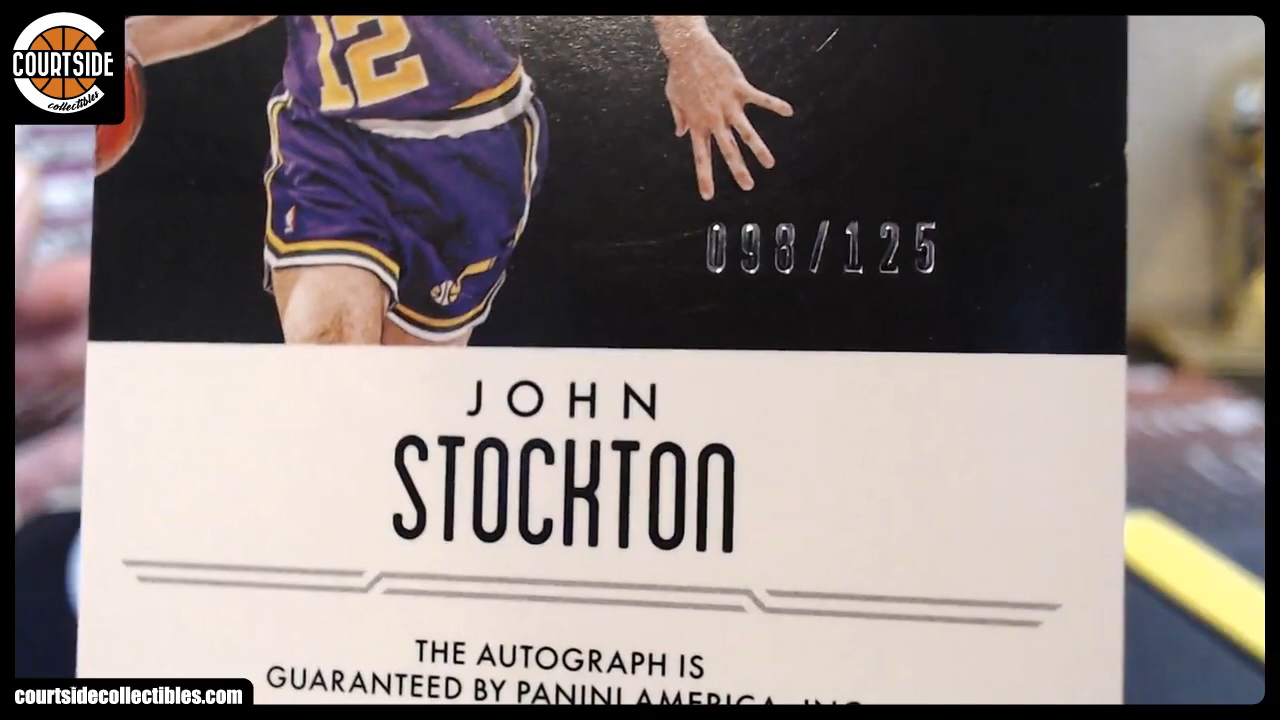 COURTSIDE
collectibles
12
098/125
JOHN
STOCKTON
THE AUTOGRAPH IS
GUARANTEED BY PANINI AMERICA, INC.
courtsidecollectibles.com